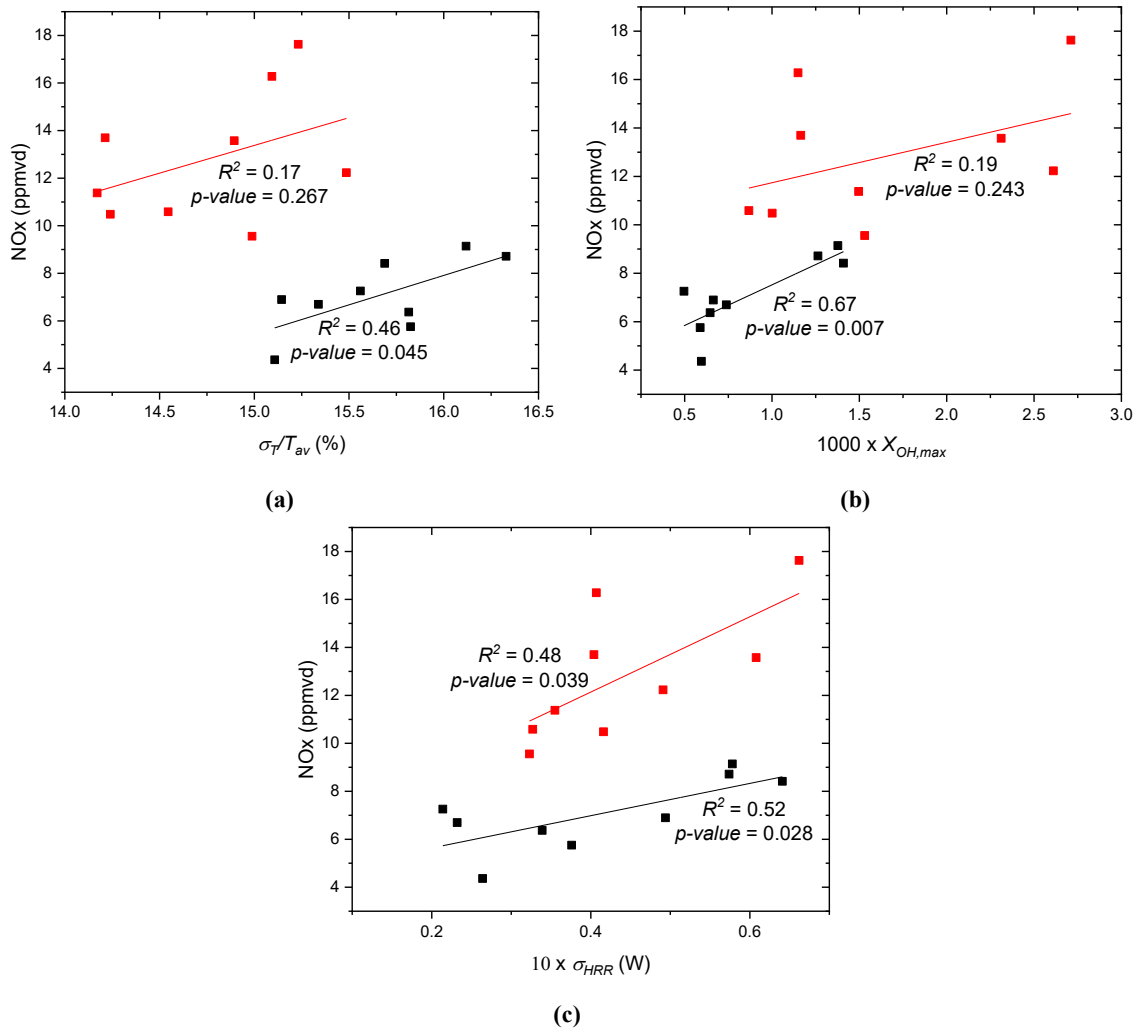 18
16
14
12
10
8
6
4
NOx (ppmvd)
R² = 0.17
p-value = 0.267
R² = 0.46
p-value = 0.045
14.0 14.5 15.0 15.5 16.0 16.5
σT/Tav (%)
(a)
18
16
14
12
10
8
6
4
NOx (ppmvd)
R² = 0.19
p-value = 0.243
R² = 0.67
p-value = 0.007
0.5 1.0 1.5 2.0 2.5 3.0
1000 x XOH,max
(b)
18
16
14
12
10
8
6
4
NOx (ppmvd)
R² = 0.48
p-value = 0.039
R² = 0.52
p-value = 0.028
0.2 0.4 0.6
10 x σHRR (W)
(c)